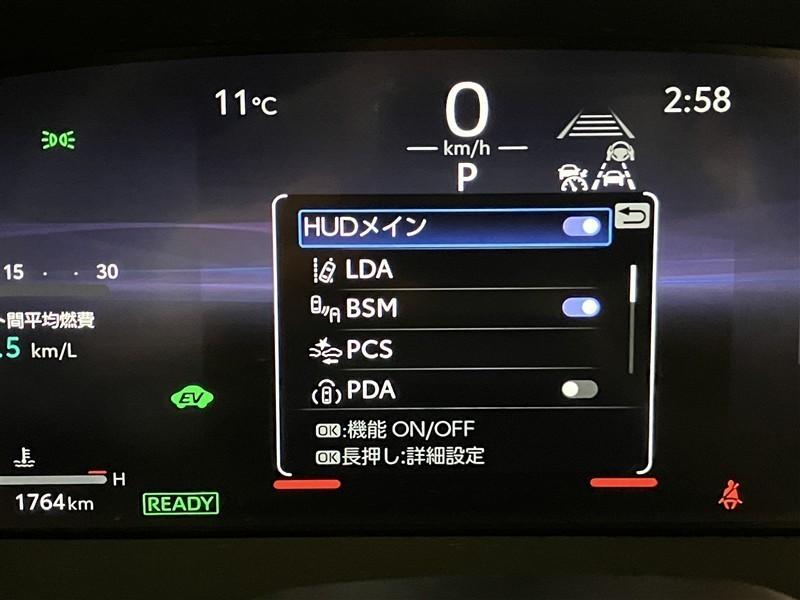 11℃
0
km/h
P
2:58
HUDメイン
LDA
BSM
PCS
PDA
OK:機能 ON/OFF
OK長押し:詳細設定
15 · · 30
間平均燃費
.5 km/L
EV
H
1764km
READY